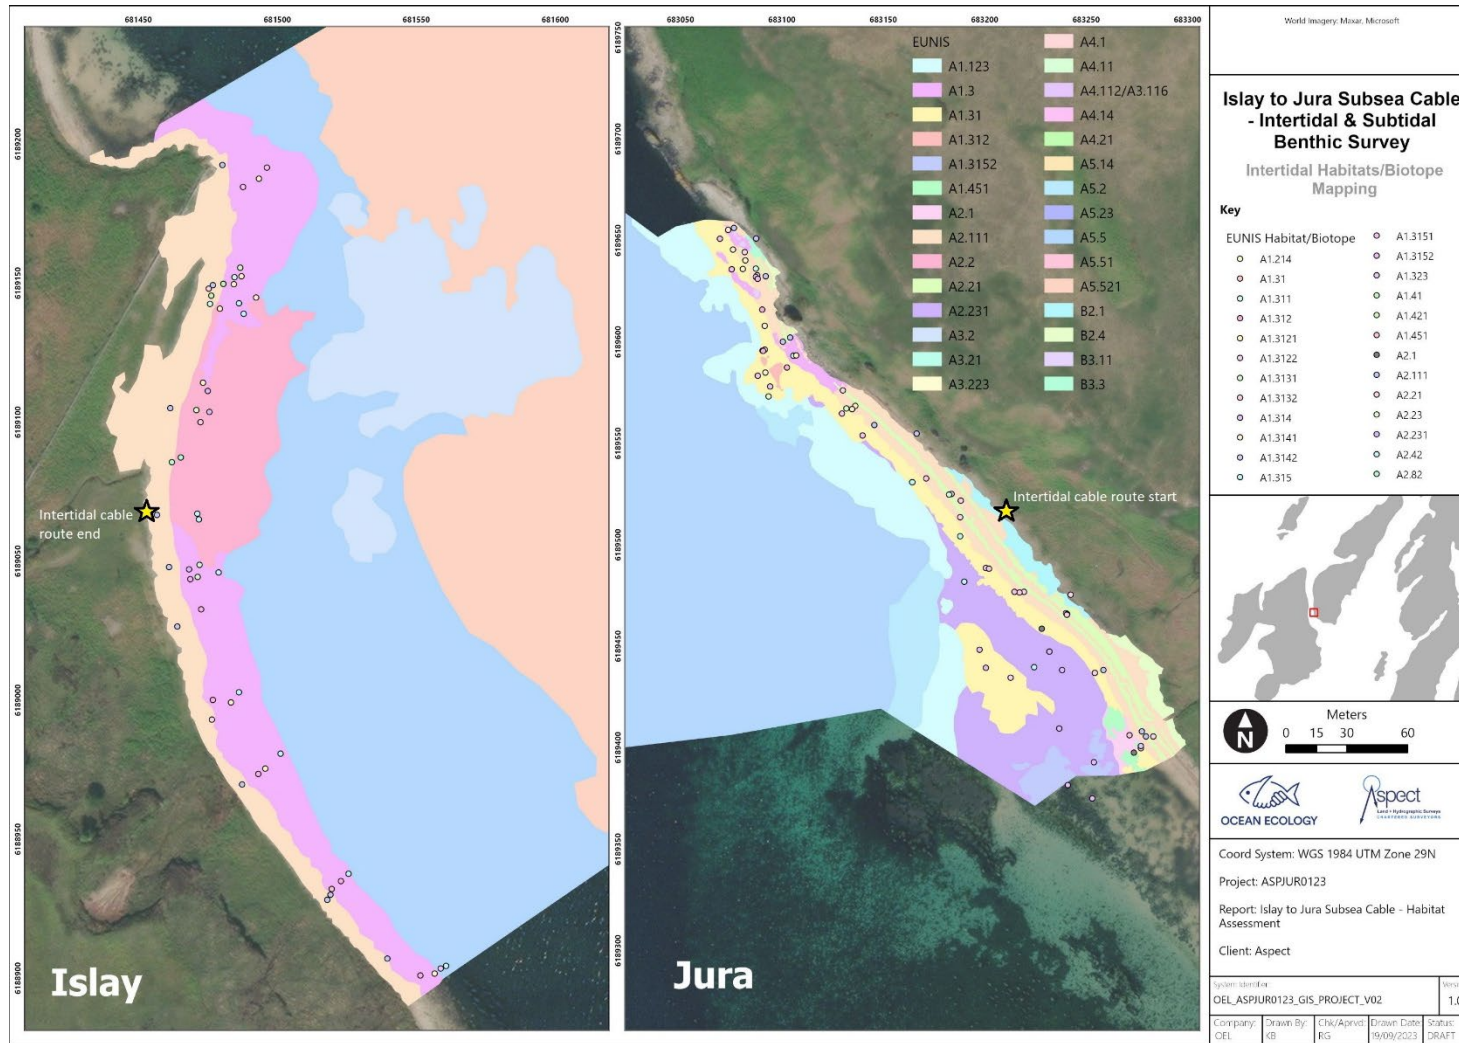 681450 681500 681550 681600
6189200
6189150
6189100
6189050
6189000
6188950
6188900
Intertidal cable
route end
Islay
683050 683100 683150 683200 683250 683300
6189750
6189700
6189650
6189600
6189550
6189500
6189450
6189400
6189350
6189300
EUNIS
A1.123
A1.3
A1.31
A1.312
A1.3152
A1.451
A2.1
A2.111
A2.2
A2.21
A2.231
A3.2
A3.21
A3.223
A4.1
A4.11
A4.112/A3.116
A4.14
A4.21
A5.14
A5.2
A5.23
A5.5
A5.51
A5.521
B2.1
B2.4
B3.11
B3.3
Intertidal cable route start
Jura
World Imagery: Maxar, Microsoft
Islay to Jura Subsea Cable
- Intertidal & Subtidal
Benthic Survey
Intertidal Habitats/Biotope
Mapping
Key
EUNIS Habitat/Biotope
A1.214
A1.31
A1.311
A1.312
A1.3121
A1.3122
A1.3131
A1.3132
A1.314
A1.3141
A1.3142
A1.315
A1.3151
A1.3152
A1.323
A1.41
A1.421
A1.451
A2.1
A2.111
A2.21
A2.23
A2.231
A2.42
A2.82
N
Meters
0 15 30 60
OCEAN ECOLOGY
Aspect
Land & Hydrographic Surveys
CHARTERED SURVEYORS
Coord System: WGS 1984 UTM Zone 29N
Project: ASPJUR0123
Report: Islay to Jura Subsea Cable - Habitat
Assessment
Client: Aspect
System Identifier:
OEL_ASPJUR0123_GIS_PROJECT_V02
1.0
Company: Drawn By: Chk/Aprvd: Drawn Date: Status:
OEL KB RG 19/09/2023 DRAFT